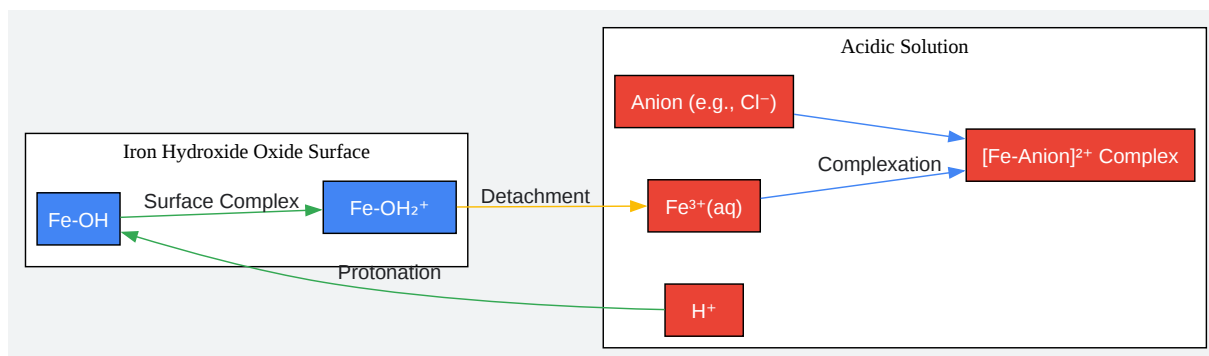 Acidic Solution
Anion (e.g., Cl⁻)
Iron Hydroxide Oxide Surface
[Fe-Anion]²⁺ Complex
Complexation
Surface Complex
Detachment
Fe-OH
Fe-OH₂⁺
Fe³⁺(aq)
Protonation
H⁺